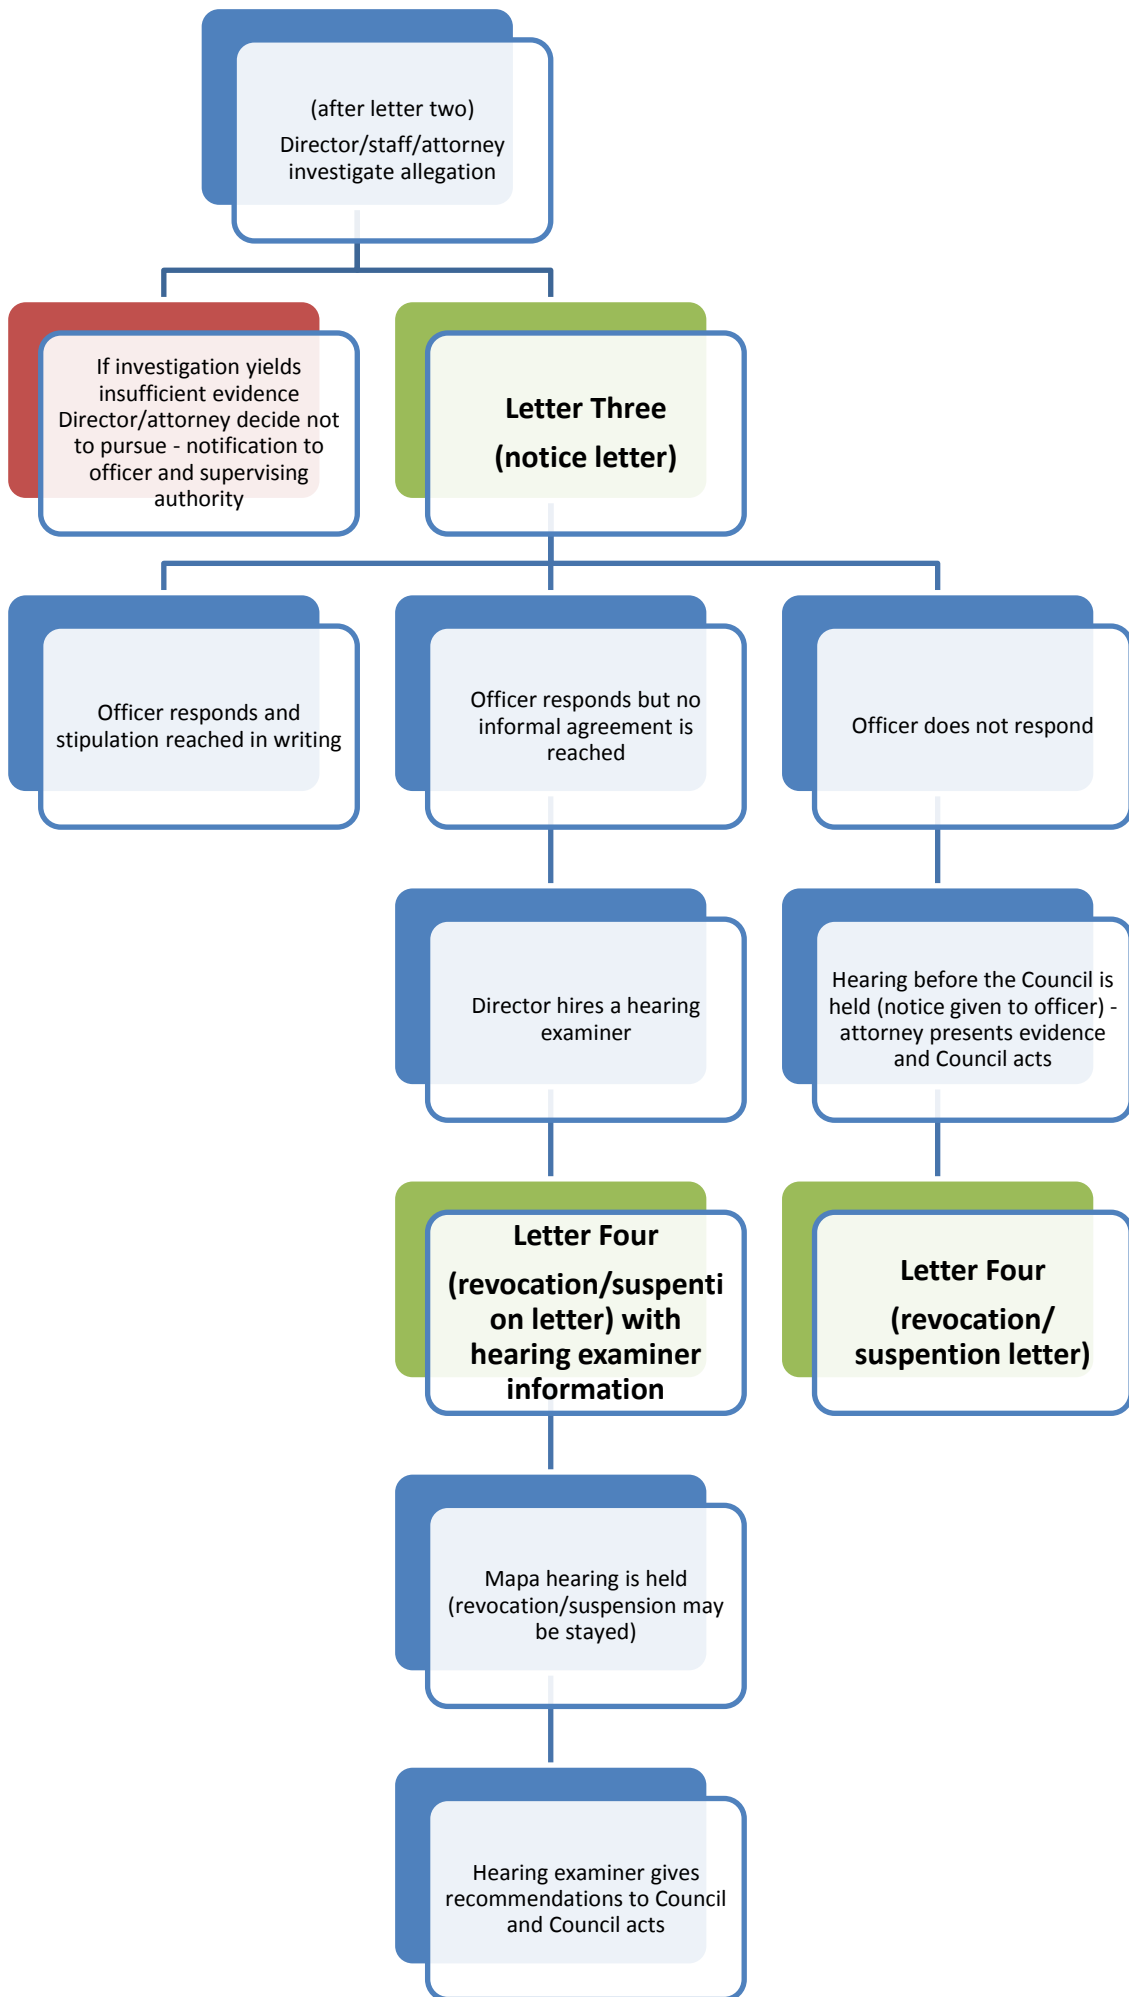 (after letter two)
Director/staff/attorney
investigate allegation
If investigation yields
insufficient evidence
Director/attorney decide not
to pursue - notification to
officer and supervising
authority
Letter Three
(notice letter)
Officer responds and
stipulation reached in writing
Officer responds but no
informal agreement is
reached
Officer does not respond
Director hires a hearing
examiner
Hearing before the Council is
held (notice given to officer) -
attorney presents evidence
and Council acts
Letter Four
(revocation/suspenti
on letter) with
hearing examiner
information
Letter Four
(revocation/
suspention letter)
Mapa hearing is held
(revocation/suspension may
be stayed)
Hearing examiner gives
recommendations to Council
and Council acts